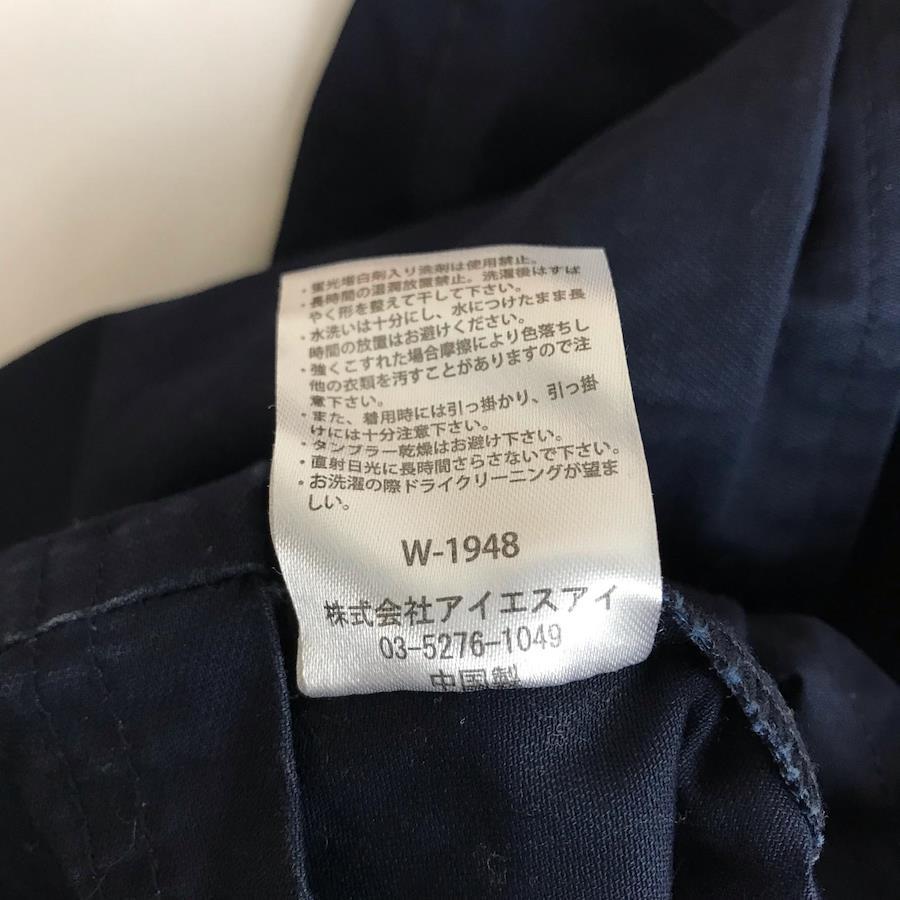 ・蛍光増白剤入り洗剤は使用禁止。
・長時間の湿潤放置禁止。洗濯後はすば
やく形を整えて干して下さい。
・水洗いは十分にし、水につけたまま長
時間の放置はお避けください。
・強くこすれた場合摩擦により色落ちし
他の衣類を汚すことがありますので注
意下さい。
・また、着用時には引っ掛かり、引っ掛
けには十分注意下さい。
・タンブラー乾燥はお避け下さい。
・直射日光に長時間さらさないで下さい。
・お洗濯の際ドライクリーニングが望ま
しい。
W-1948
株式会社アイエスアイ
03-5276-1049
中国製